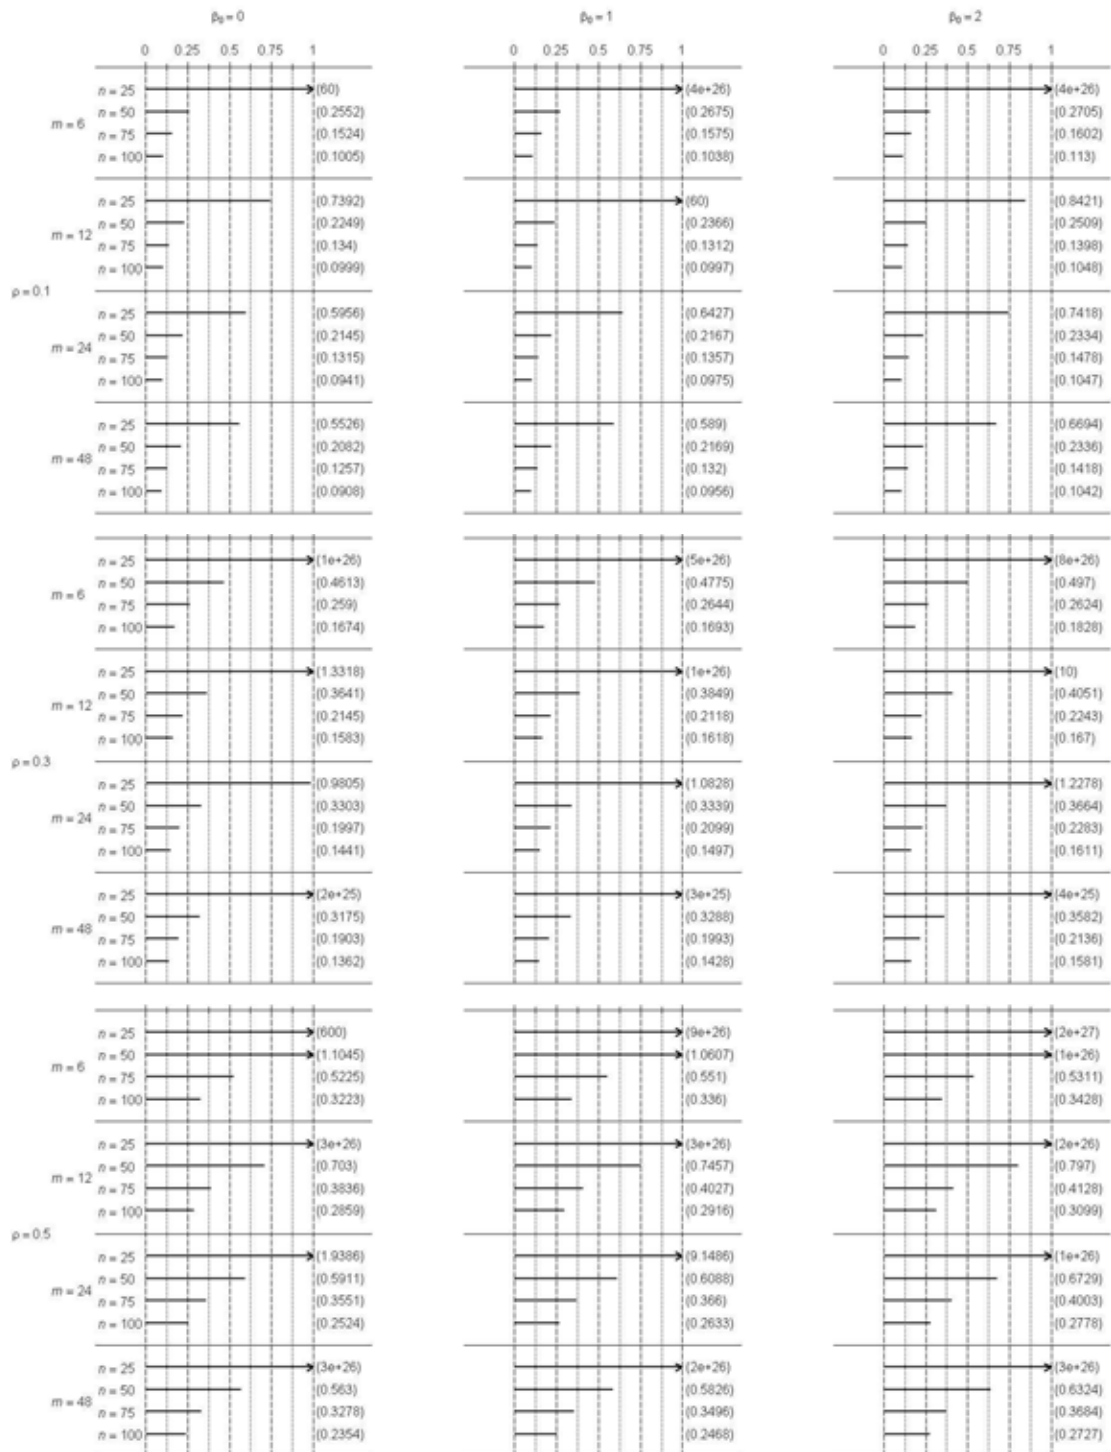 β₀ = 0 β₀ = 1 β₀ = 2
0 0.25 0.5 0.75 1 0 0.25 0.5 0.75 1 0 0.25 0.5 0.75 1
ρ = 0.1
m = 6
n = 25 (60) (4e+26) (4e+26)
n = 50 (0.2552) (0.2675) (0.2705)
n = 75 (0.1524) (0.1575) (0.1602)
n = 100 (0.1005) (0.1038) (0.113)
m = 12
n = 25 (0.7392) (60) (0.8421)
n = 50 (0.2249) (0.2366) (0.2509)
n = 75 (0.134) (0.1312) (0.1398)
n = 100 (0.0999) (0.0997) (0.1048)
m = 24
n = 25 (0.5956) (0.6427) (0.7418)
n = 50 (0.2145) (0.2167) (0.2334)
n = 75 (0.1315) (0.1357) (0.1478)
n = 100 (0.0941) (0.0975) (0.1047)
m = 48
n = 25 (0.5526) (0.589) (0.6694)
n = 50 (0.2082) (0.2169) (0.2336)
n = 75 (0.1257) (0.132) (0.1418)
n = 100 (0.0908) (0.0956) (0.1042)
ρ = 0.3
m = 6
n = 25 (1e+26) (5e+26) (8e+26)
n = 50 (0.4613) (0.4775) (0.497)
n = 75 (0.259) (0.2644) (0.2624)
n = 100 (0.1674) (0.1693) (0.1828)
m = 12
n = 25 (1.3318) (1e+26) (10)
n = 50 (0.3641) (0.3849) (0.4051)
n = 75 (0.2145) (0.2118) (0.2243)
n = 100 (0.1583) (0.1618) (0.167)
m = 24
n = 25 (0.9805) (1.0828) (1.2278)
n = 50 (0.3303) (0.3339) (0.3664)
n = 75 (0.1997) (0.2099) (0.2283)
n = 100 (0.1441) (0.1497) (0.1611)
m = 48
n = 25 (2e+25) (3e+25) (4e+25)
n = 50 (0.3175) (0.3288) (0.3582)
n = 75 (0.1903) (0.1993) (0.2136)
n = 100 (0.1362) (0.1428) (0.1581)
ρ = 0.5
m = 6
n = 25 (600) (9e+26) (2e+27)
n = 50 (1.1045) (1.0607) (1e+26)
n = 75 (0.5225) (0.551) (0.5311)
n = 100 (0.3223) (0.336) (0.3428)
m = 12
n = 25 (3e+26) (3e+26) (2e+26)
n = 50 (0.703) (0.7457) (0.797)
n = 75 (0.3836) (0.4027) (0.4128)
n = 100 (0.2859) (0.2916) (0.3099)
m = 24
n = 25 (1.9386) (9.1486) (1e+26)
n = 50 (0.5911) (0.6088) (0.6729)
n = 75 (0.3551) (0.366) (0.4003)
n = 100 (0.2524) (0.2633) (0.2778)
m = 48
n = 25 (3e+26) (2e+26) (3e+26)
n = 50 (0.563) (0.5826) (0.6324)
n = 75 (0.3278) (0.3496) (0.3684)
n = 100 (0.2354) (0.2468) (0.2727)